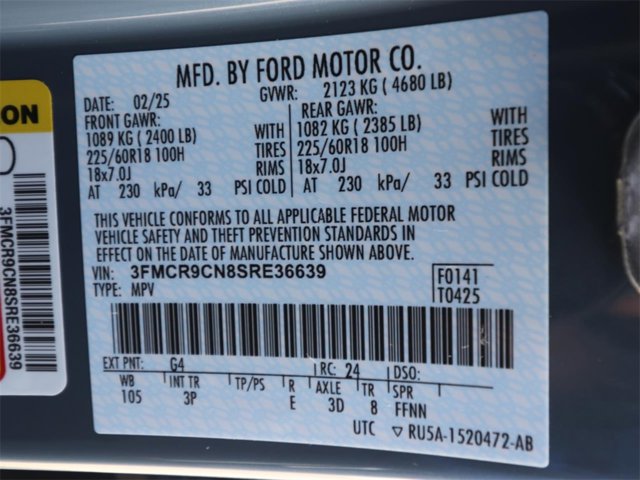 MFD. BY FORD MOTOR CO.
DATE: 02/25 GVWR: 2123 KG ( 4680 LB)
FRONT GAWR: REAR GAWR:
1089 KG ( 2400 LB) WITH 1082 KG ( 2385 LB) WITH
225/60R18 100H TIRES 225/60R18 100H TIRES
18x7.0J RIMS 18x7.0J RIMS
AT 230 kPa/ 33 PSI COLD AT 230 kPa/ 33 PSI COLD
THIS VEHICLE CONFORMS TO ALL APPLICABLE FEDERAL MOTOR
VEHICLE SAFETY AND THEFT PREVENTION STANDARDS IN
EFFECT ON THE DATE OF MANUFACTURE SHOWN ABOVE.
VIN: 3FMCR9CN8SRE36639 F0141
TYPE: MPV T0425
EXT PNT: G4 RC: 24 DSO:
WB INT TR TP/PS R AXLE TR SPR
105 3P E 3D 8 FFNN
UTC ▽ RU5A-1520472-AB
3FMCR9CN8SRE36639